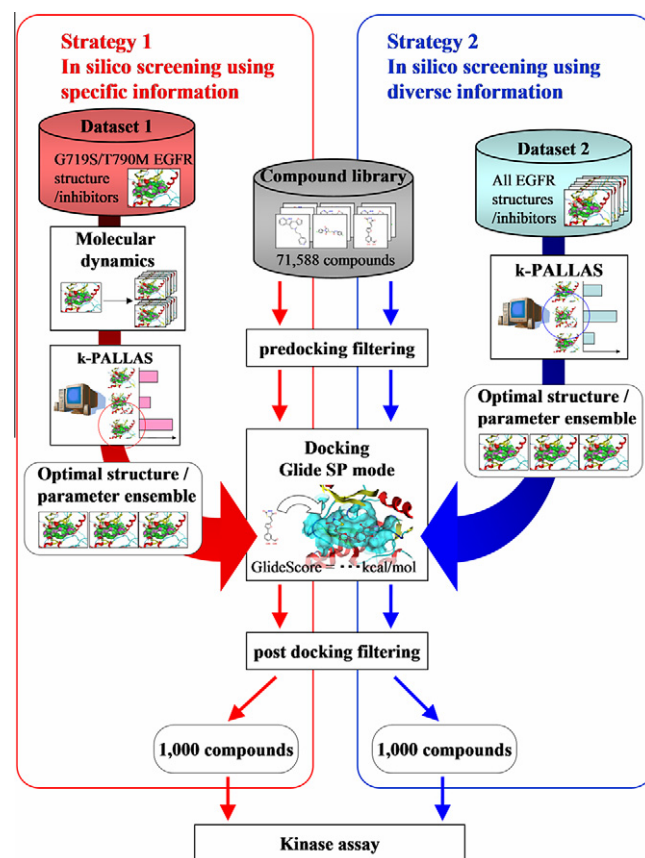 Strategy 1
In silico screening using
specific information
Strategy 2
In silico screening using
diverse information
Dataset 1
G719S/T790M EGFR
structure
/inhibitors
Molecular
dynamics
k-PALLAS
Optimal structure /
parameter ensemble
Compound library
71,588 compounds
predocking filtering
Docking
Glide SP mode
GlideScore = ・・・・kcal/mol
post docking filtering
Dataset 2
All EGFR
structures
/inhibitors
k-PALLAS
Optimal structure /
parameter ensemble
1,000 compounds
1,000 compounds
Kinase assay